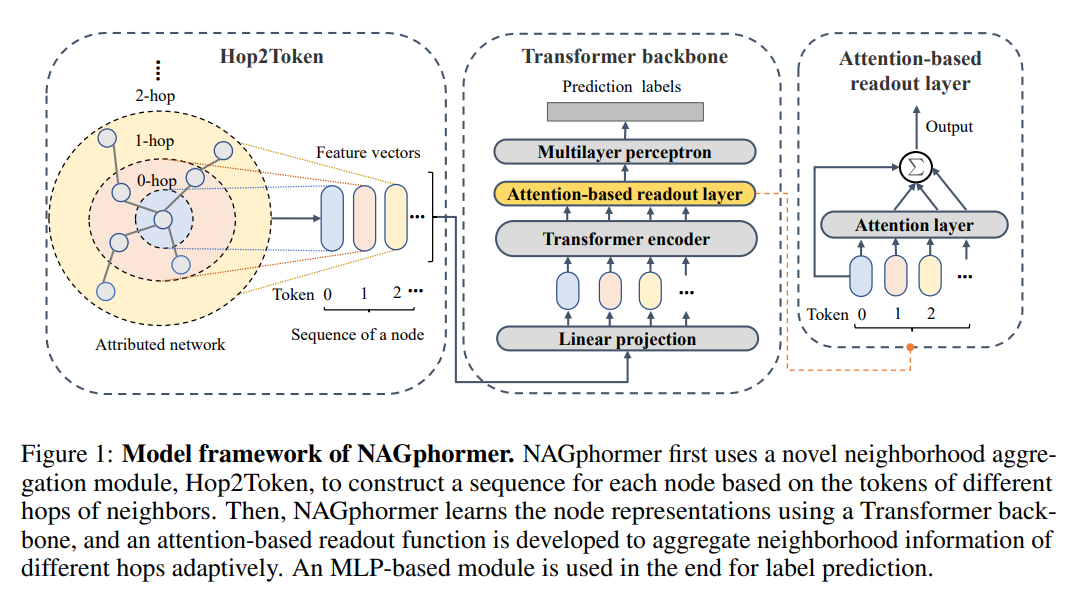 Hop2Token
2-hop
1-hop
0-hop
Feature vectors
...
Token 0 1 2 ...
Sequence of a node
Attributed network
Transformer backbone
Prediction labels
Multilayer perceptron
Attention-based readout layer
Transformer encoder
...
Linear projection
Attention-based
readout layer
Output
Σ
Attention layer
...
Token 0 1 2
Figure 1: Model framework of NAGphormer. NAGphormer first uses a novel neighborhood aggre-
gation module, Hop2Token, to construct a sequence for each node based on the tokens of different
hops of neighbors. Then, NAGphormer learns the node representations using a Transformer back-
bone, and an attention-based readout function is developed to aggregate neighborhood information of
different hops adaptively. An MLP-based module is used in the end for label prediction.